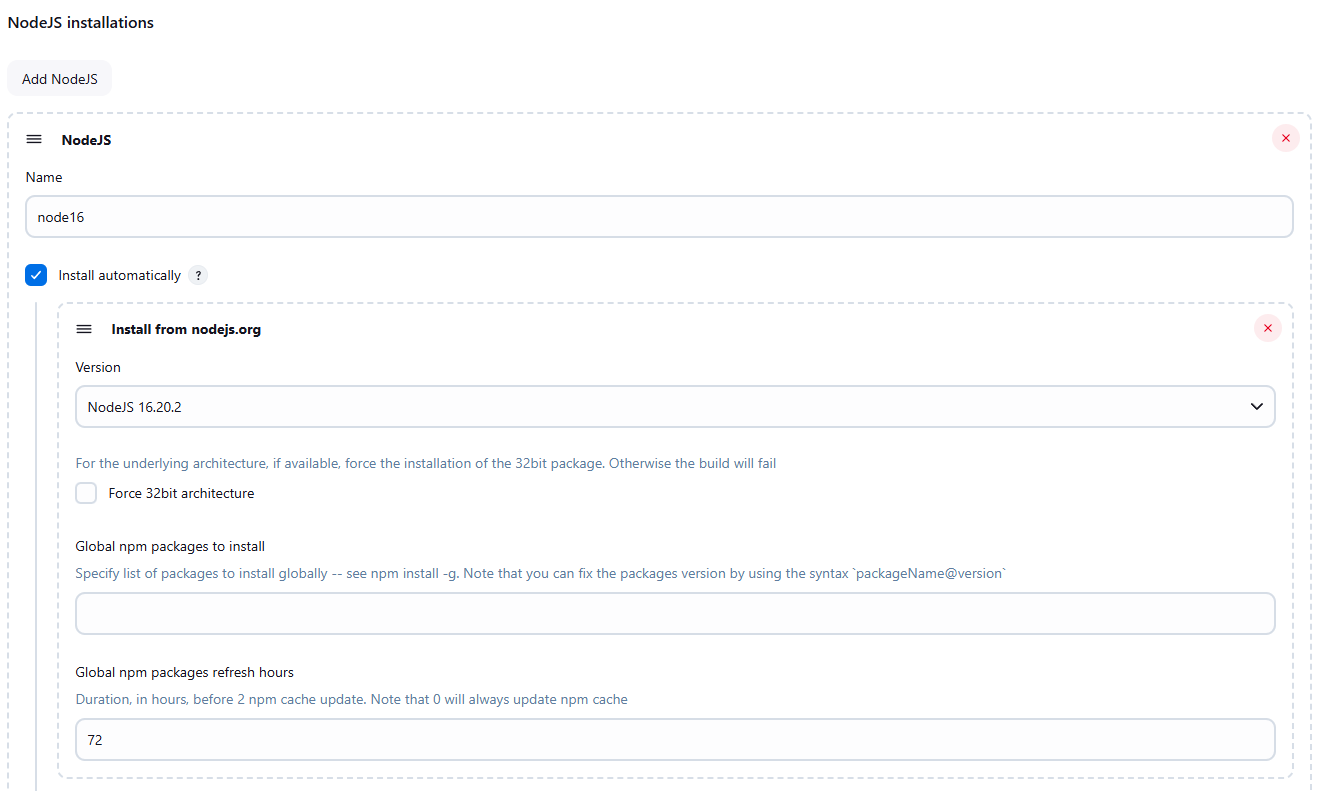 NodeJS installations
Add NodeJS
NodeJS
Name
node16
Install automatically ?
Install from nodejs.org
Version
NodeJS 16.20.2
For the underlying architecture, if available, force the installation of the 32bit package. Otherwise the build will fail
Force 32bit architecture
Global npm packages to install
Specify list of packages to install globally -- see npm install -g. Note that you can fix the packages version by using the syntax `packageName@version`
Global npm packages refresh hours
Duration, in hours, before 2 npm cache update. Note that 0 will always update npm cache
72